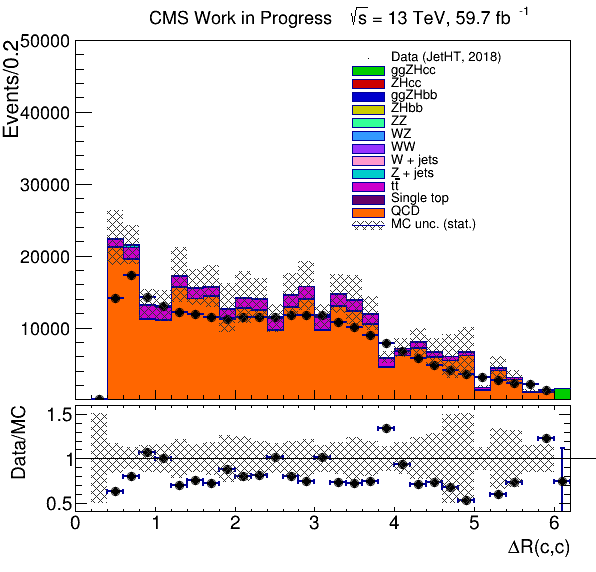 CMS Work in Progress √s = 13 TeV, 59.7 fb⁻¹
Events/0.2
50000
40000
30000
20000
10000
Data (JetHT, 2018)
ggZHcc
ZHcc
ggZHbb
ZHbb
ZZ
WZ
WW
W + jets
Z + jets
tt̅
Single top
QCD
MC unc. (stat.)
Data/MC
1.5
1
0.5
0 1 2 3 4 5 6
ΔR(c,c)